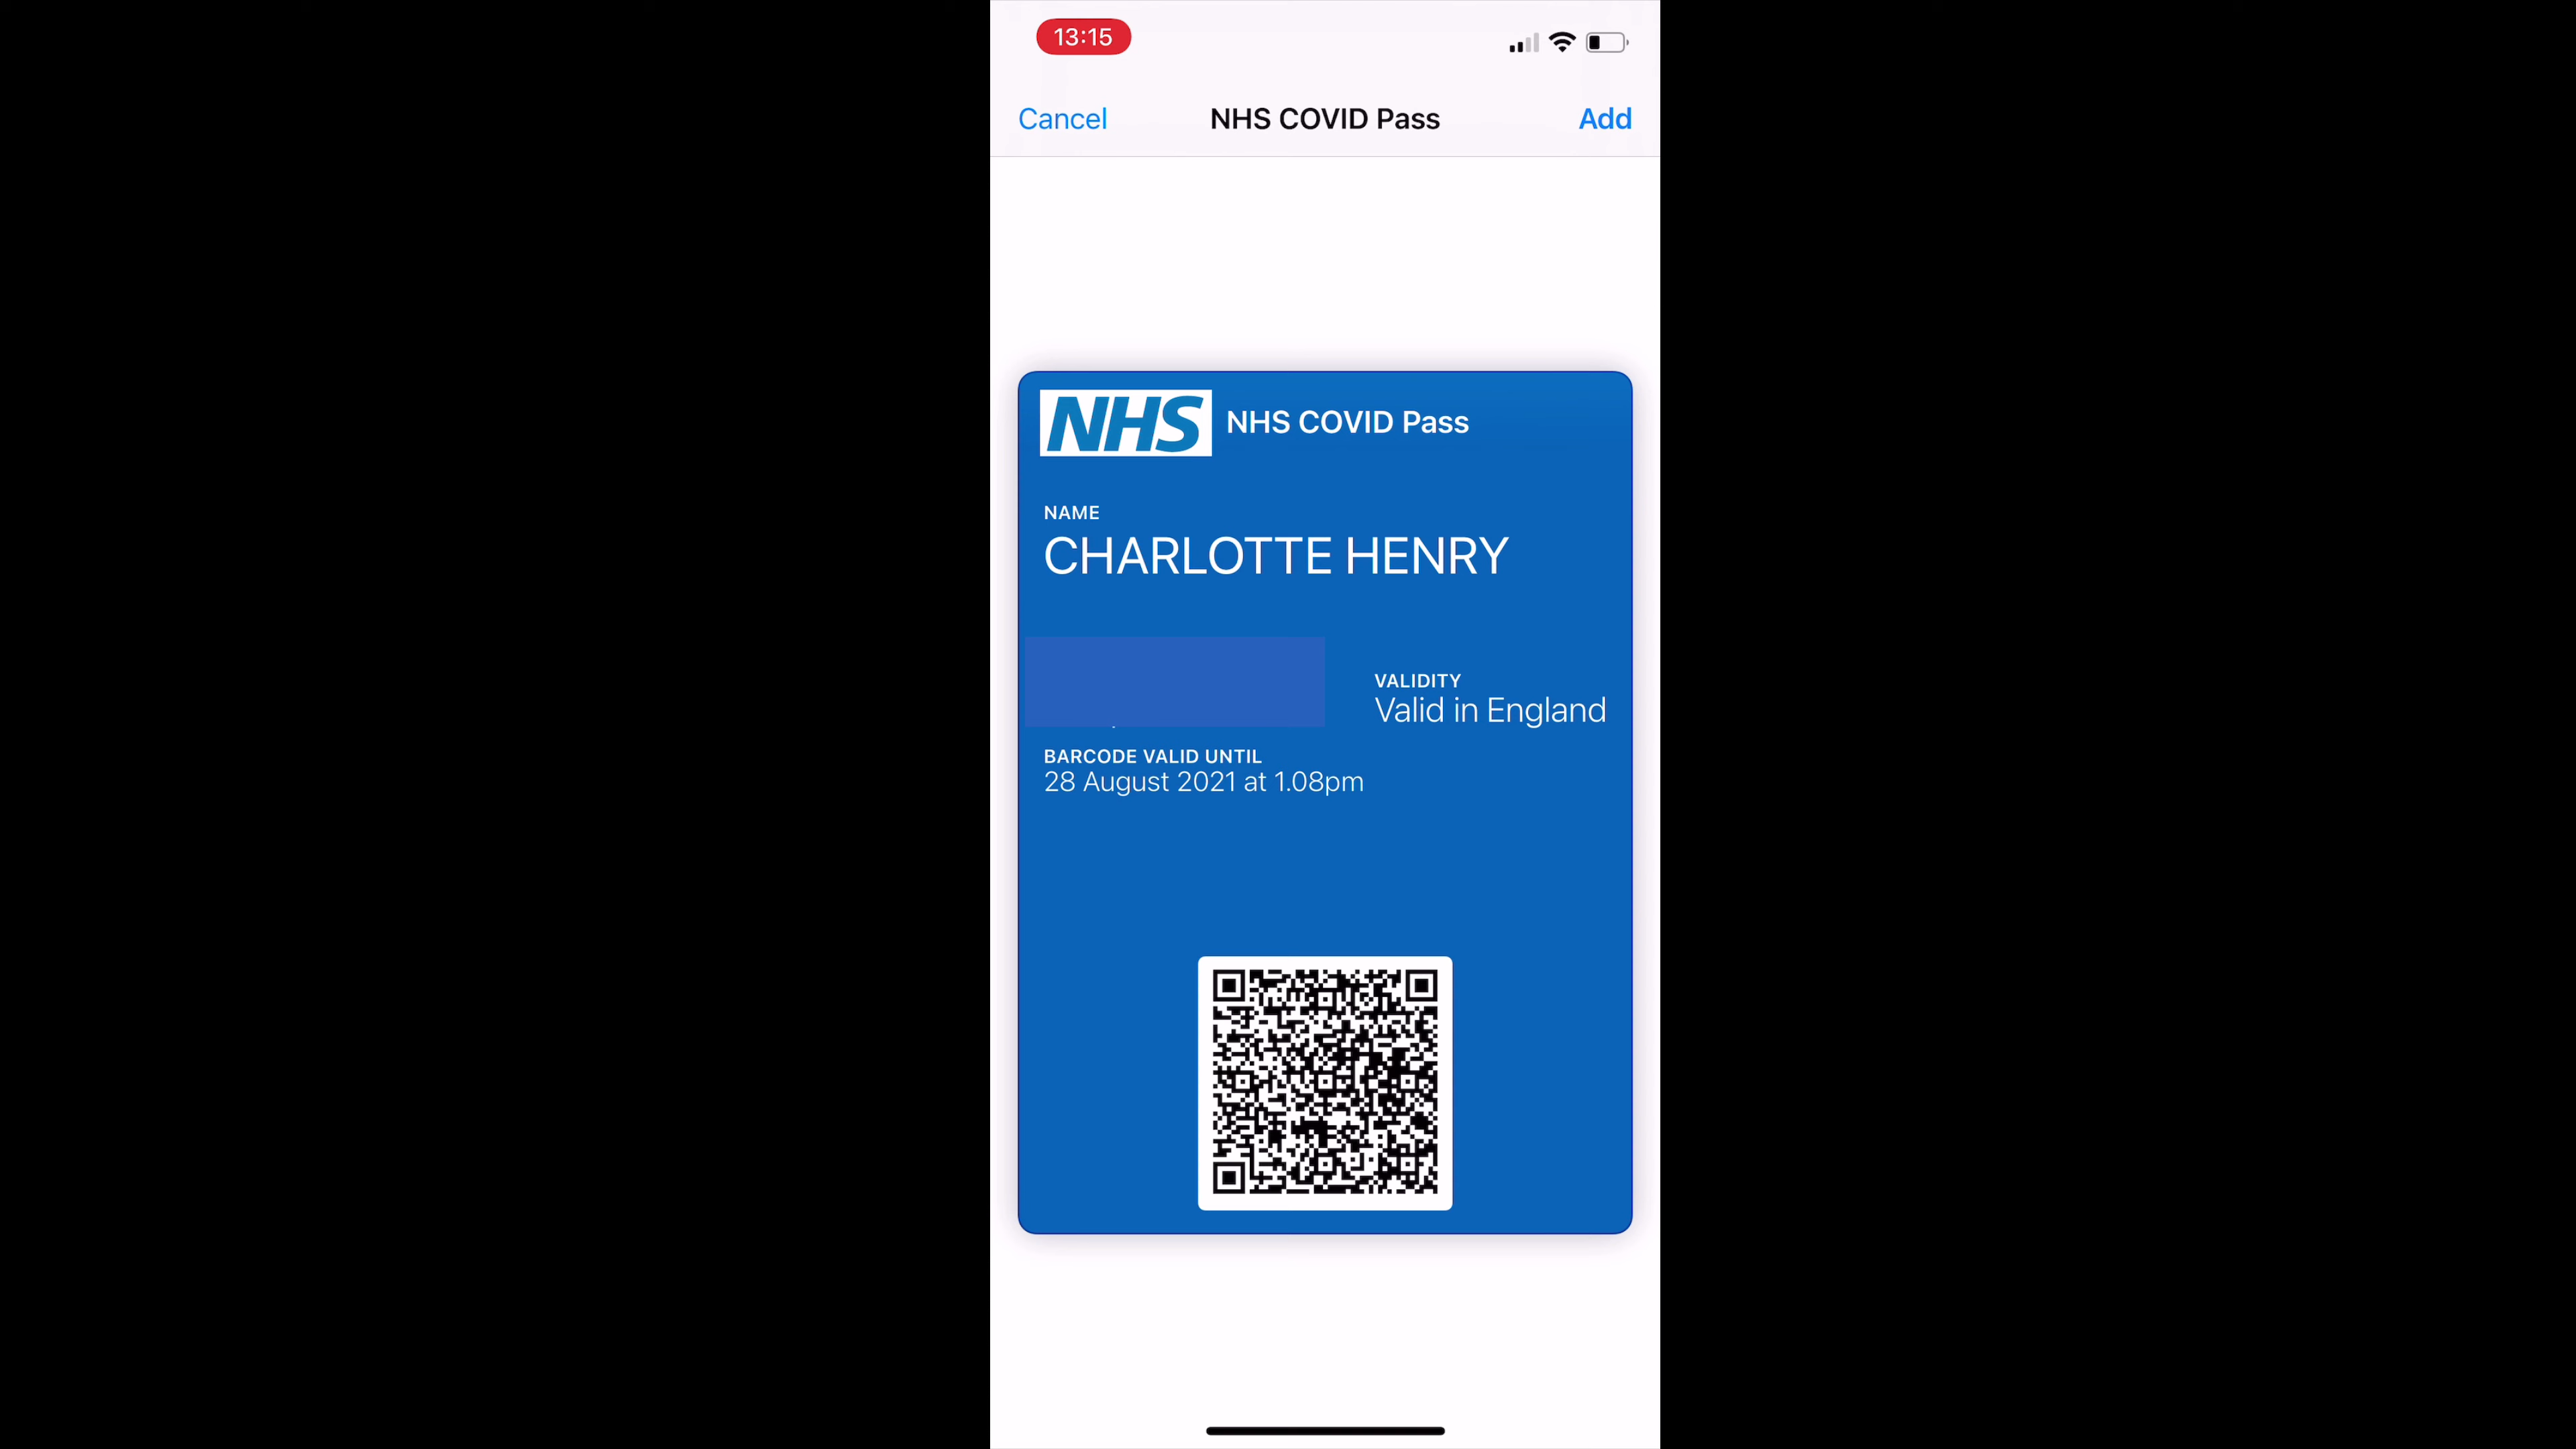 13:15
Cancel NHS COVID Pass Add
NHS NHS COVID Pass
NAME
CHARLOTTE HENRY
VALIDITY
Valid in England
BARCODE VALID UNTIL
28 August 2021 at 1.08pm